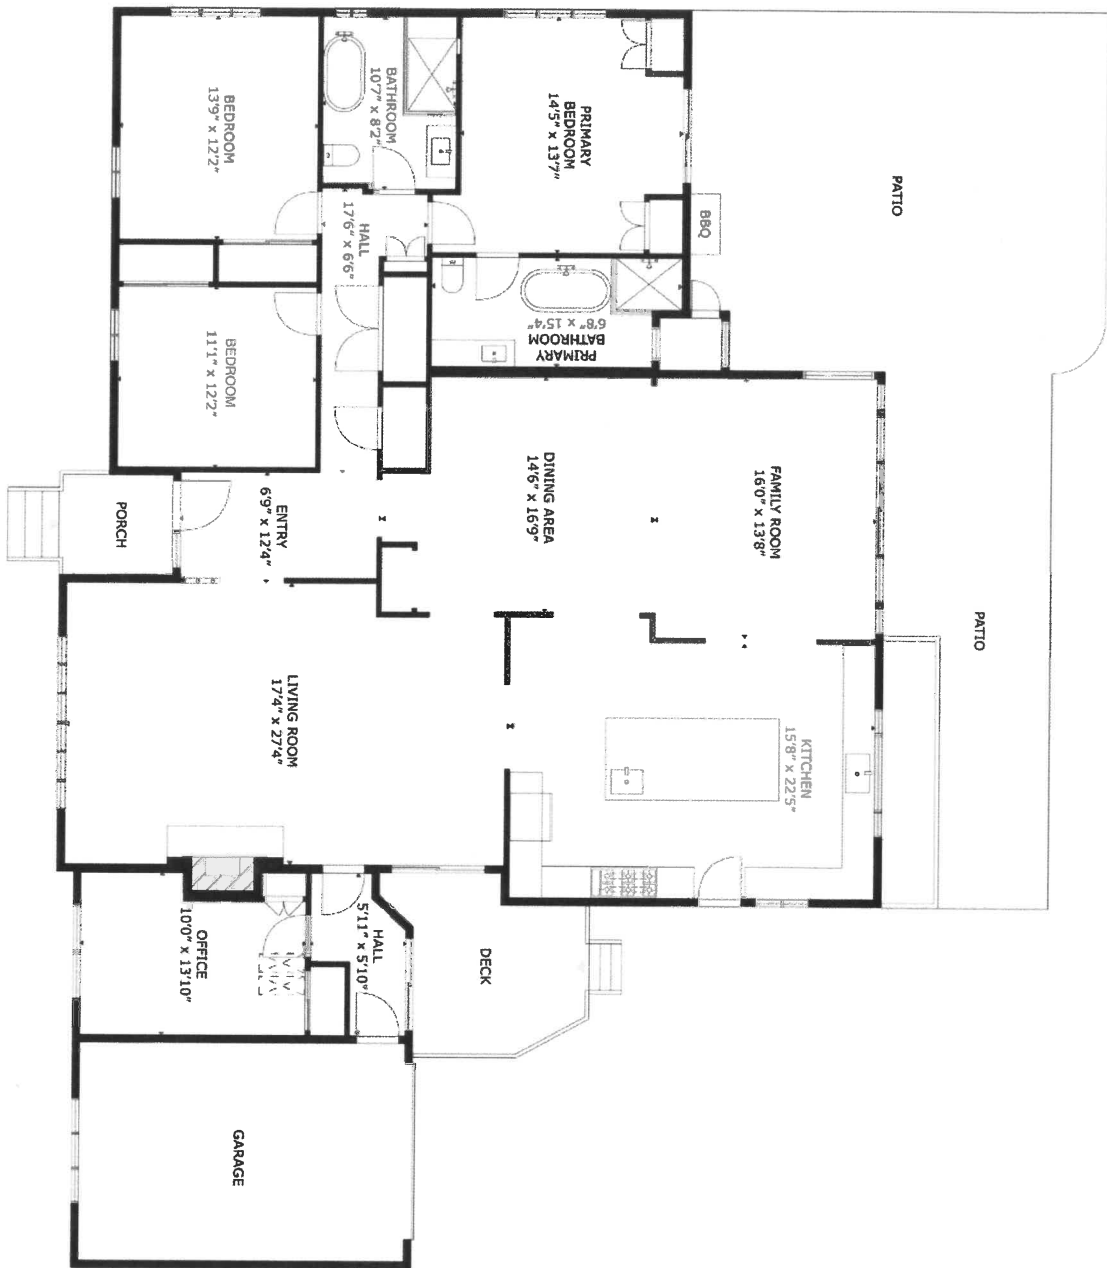 BEDROOM
13'9" x 12'2"
BATHROOM
10'7" x 8'2"
PRIMARY
BEDROOM
14'5" x 13'7"
PATIO
BBQ
HALL
17'6" x 6'6"
PRIMARY
BATHROOM
6'8" x 15'4"
BEDROOM
11'1" x 12'2"
PORCH
ENTRY
6'9" x 12'4"
DINING AREA
14'6" x 16'9"
FAMILY ROOM
16'0" x 13'8"
PATIO
LIVING ROOM
17'4" x 27'4"
KITCHEN
15'8" x 22'5"
OFFICE
10'0" x 13'10"
HALL
5'11" x 5'10"
DECK
GARAGE